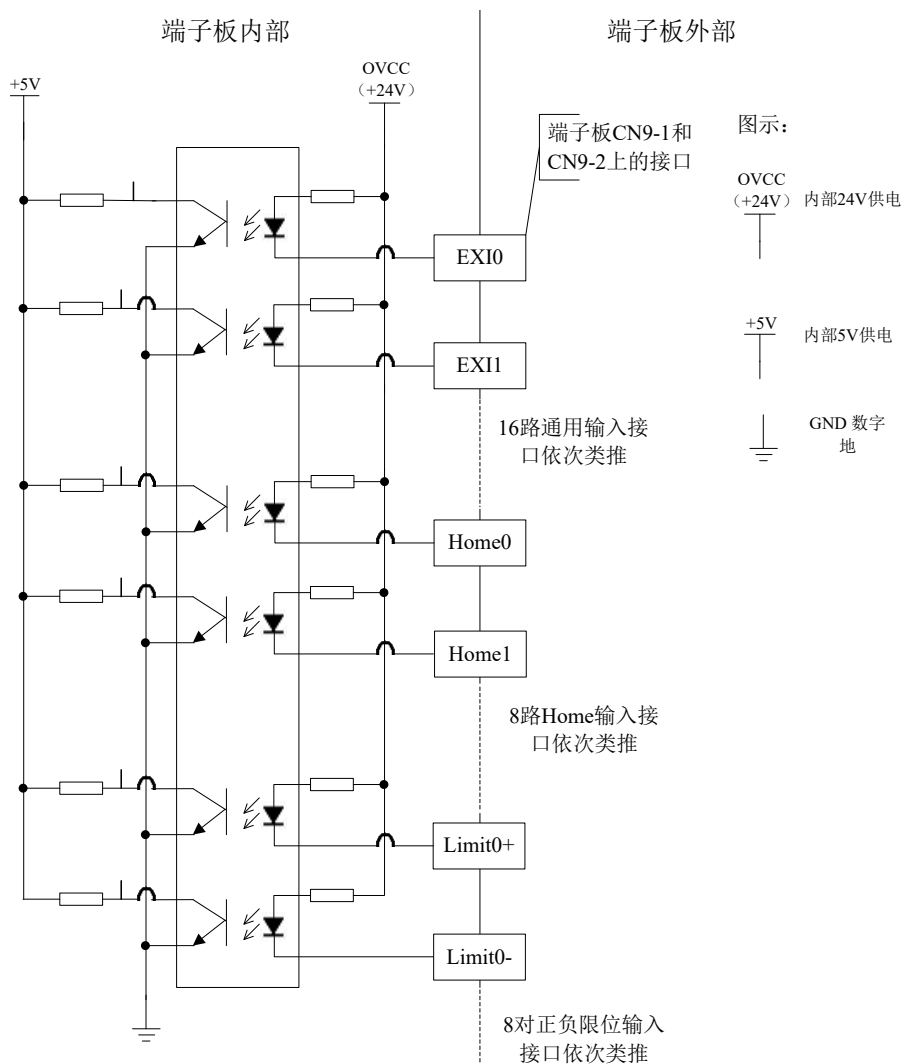 端子板内部
端子板外部
+5V
OVCC
（+24V）
端子板CN9-1和
CN9-2上的接口
图示：
OVCC
（+24V）
内部24V供电
EXI0
+5V
内部5V供电
EXI1
16路通用输入接
口依次类推
GND 数字
地
Home0
Home1
8路Home输入接
口依次类推
Limit0+
Limit0-
8对正负限位输入
接口依次类推